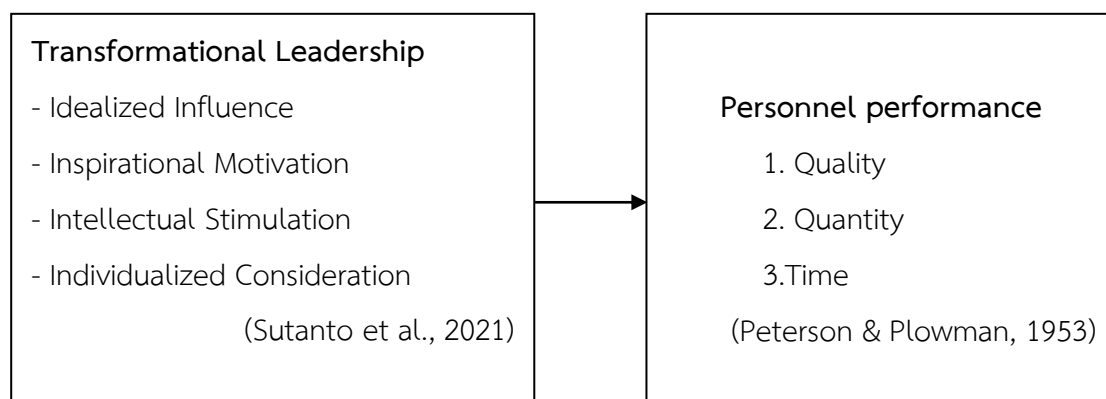 Transformational Leadership
- Idealized Influence
- Inspirational Motivation
- Intellectual Stimulation
- Individualized Consideration
(Sutanto et al., 2021)
Personnel performance
1. Quality
2. Quantity
3.Time
(Peterson & Plowman, 1953)